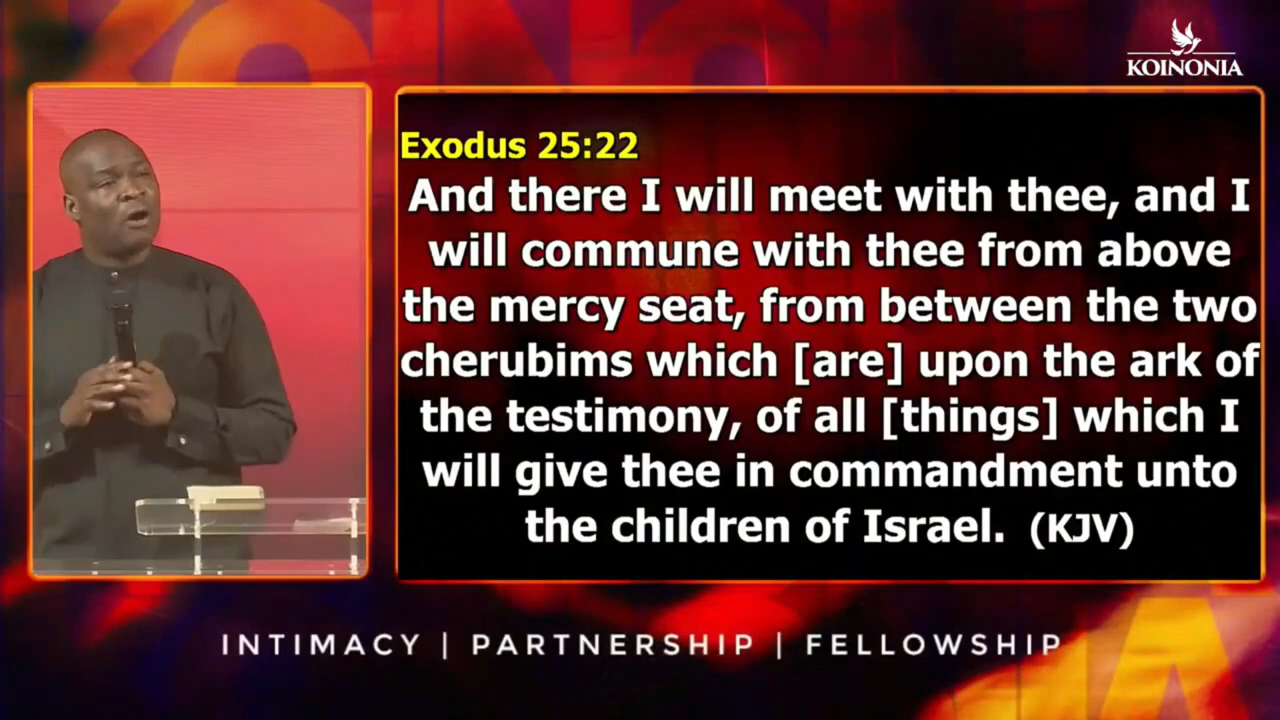 KOINONIA
Exodus 25:22
And there I will meet with thee, and I
will commune with thee from above
the mercy seat, from between the two
cherubims which [are] upon the ark of
the testimony, of all [things] which I
will give thee in commandment unto
the children of Israel. (KJV)
INTIMACY | PARTNERSHIP | FELLOWSHIP